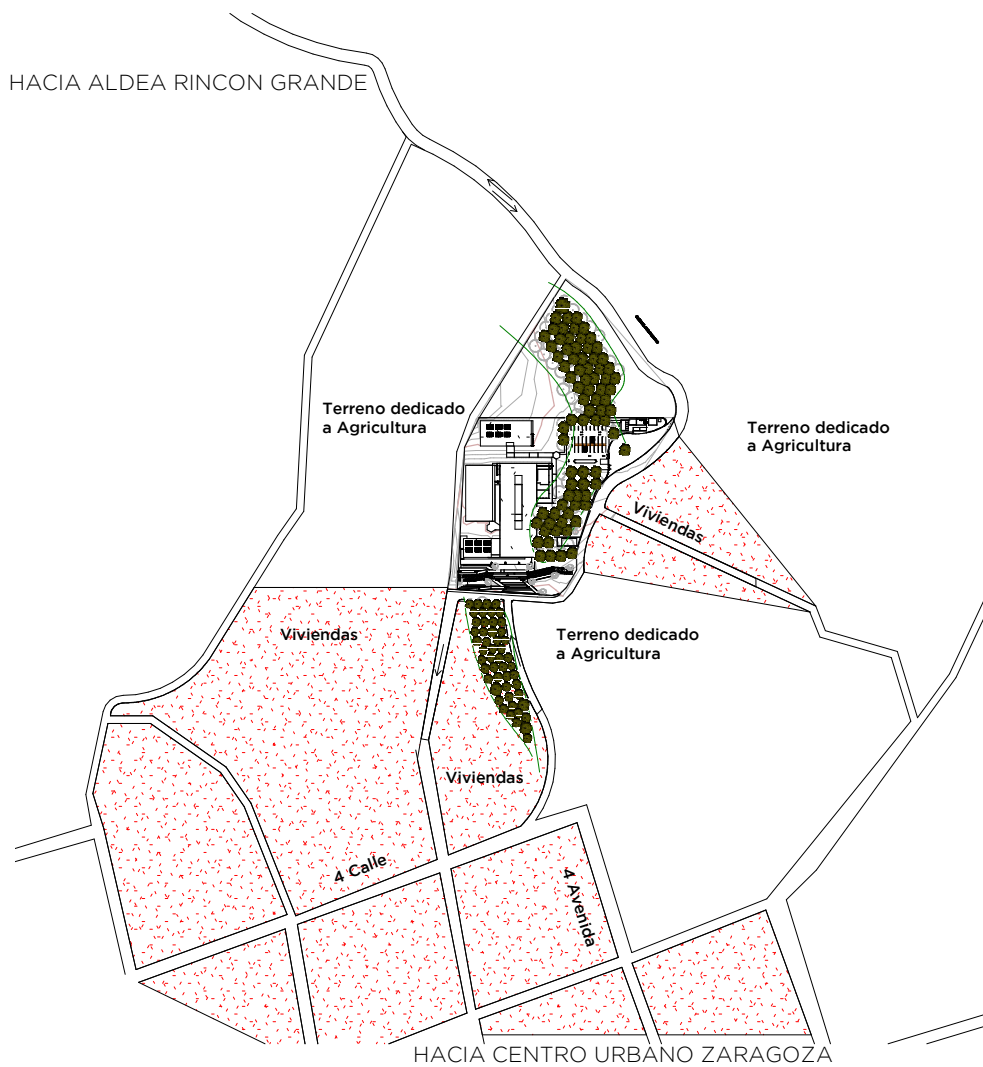 HACIA ALDEA RINCON GRANDE
Terreno dedicado
a Agricultura
Terreno dedicado
a Agricultura
Viviendas
Viviendas
Terreno dedicado
a Agricultura
Viviendas
4 Calle
4 Avenida
HACIA CENTRO URBANO ZARAGOZA